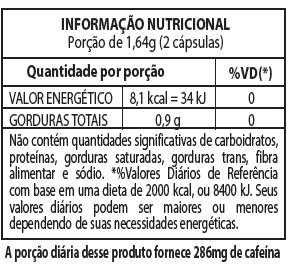 INFORMAÇÃO NUTRICIONAL
Porção de 1,64g (2 cápsulas)
Quantidade por porção %VD(*)
VALOR ENERGÉTICO 8,1 kcal = 34 kJ 0
GORDURAS TOTAIS 0,9 g 0
Não contém quantidades significativas de carboidratos,
proteínas, gorduras saturadas, gorduras trans, fibra
alimentar e sódio. *%Valores Diários de Referência
com base em uma dieta de 2000 kcal, ou 8400 kJ. Seus
valores diários podem ser maiores ou menores
dependendo de suas necessidades energéticas.
A porção diária desse produto fornece 286mg de cafeína